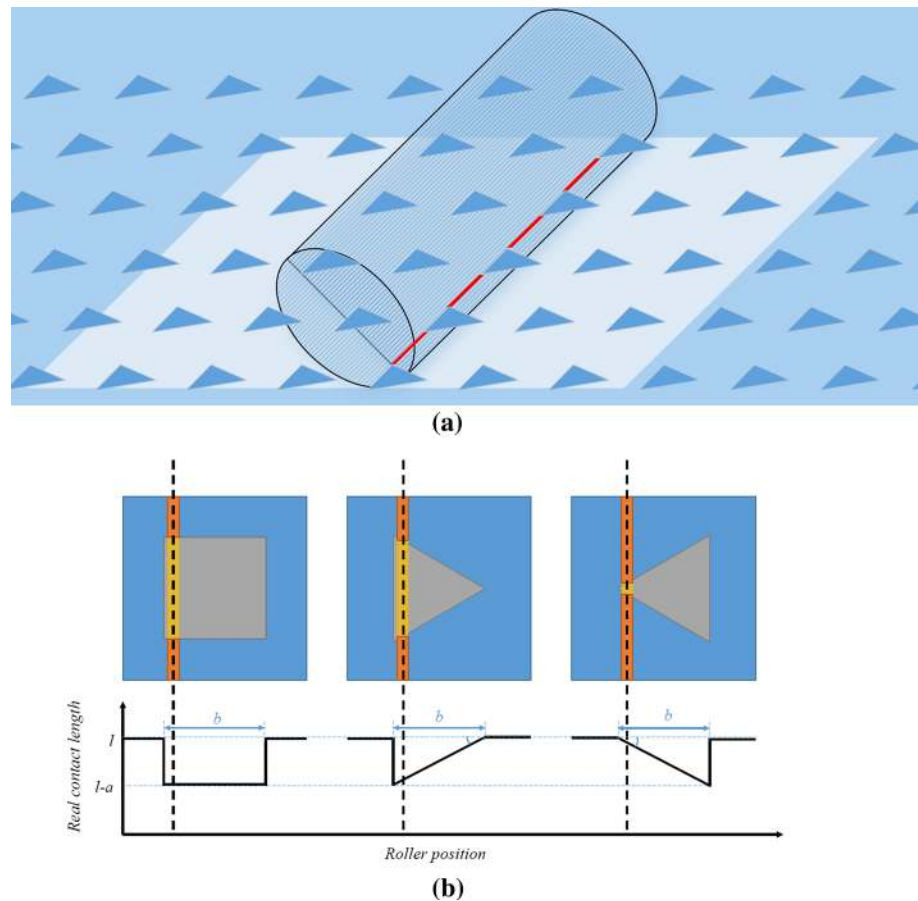 (a)
b b b
l
l-a
Real contact length
Roller position
(b)